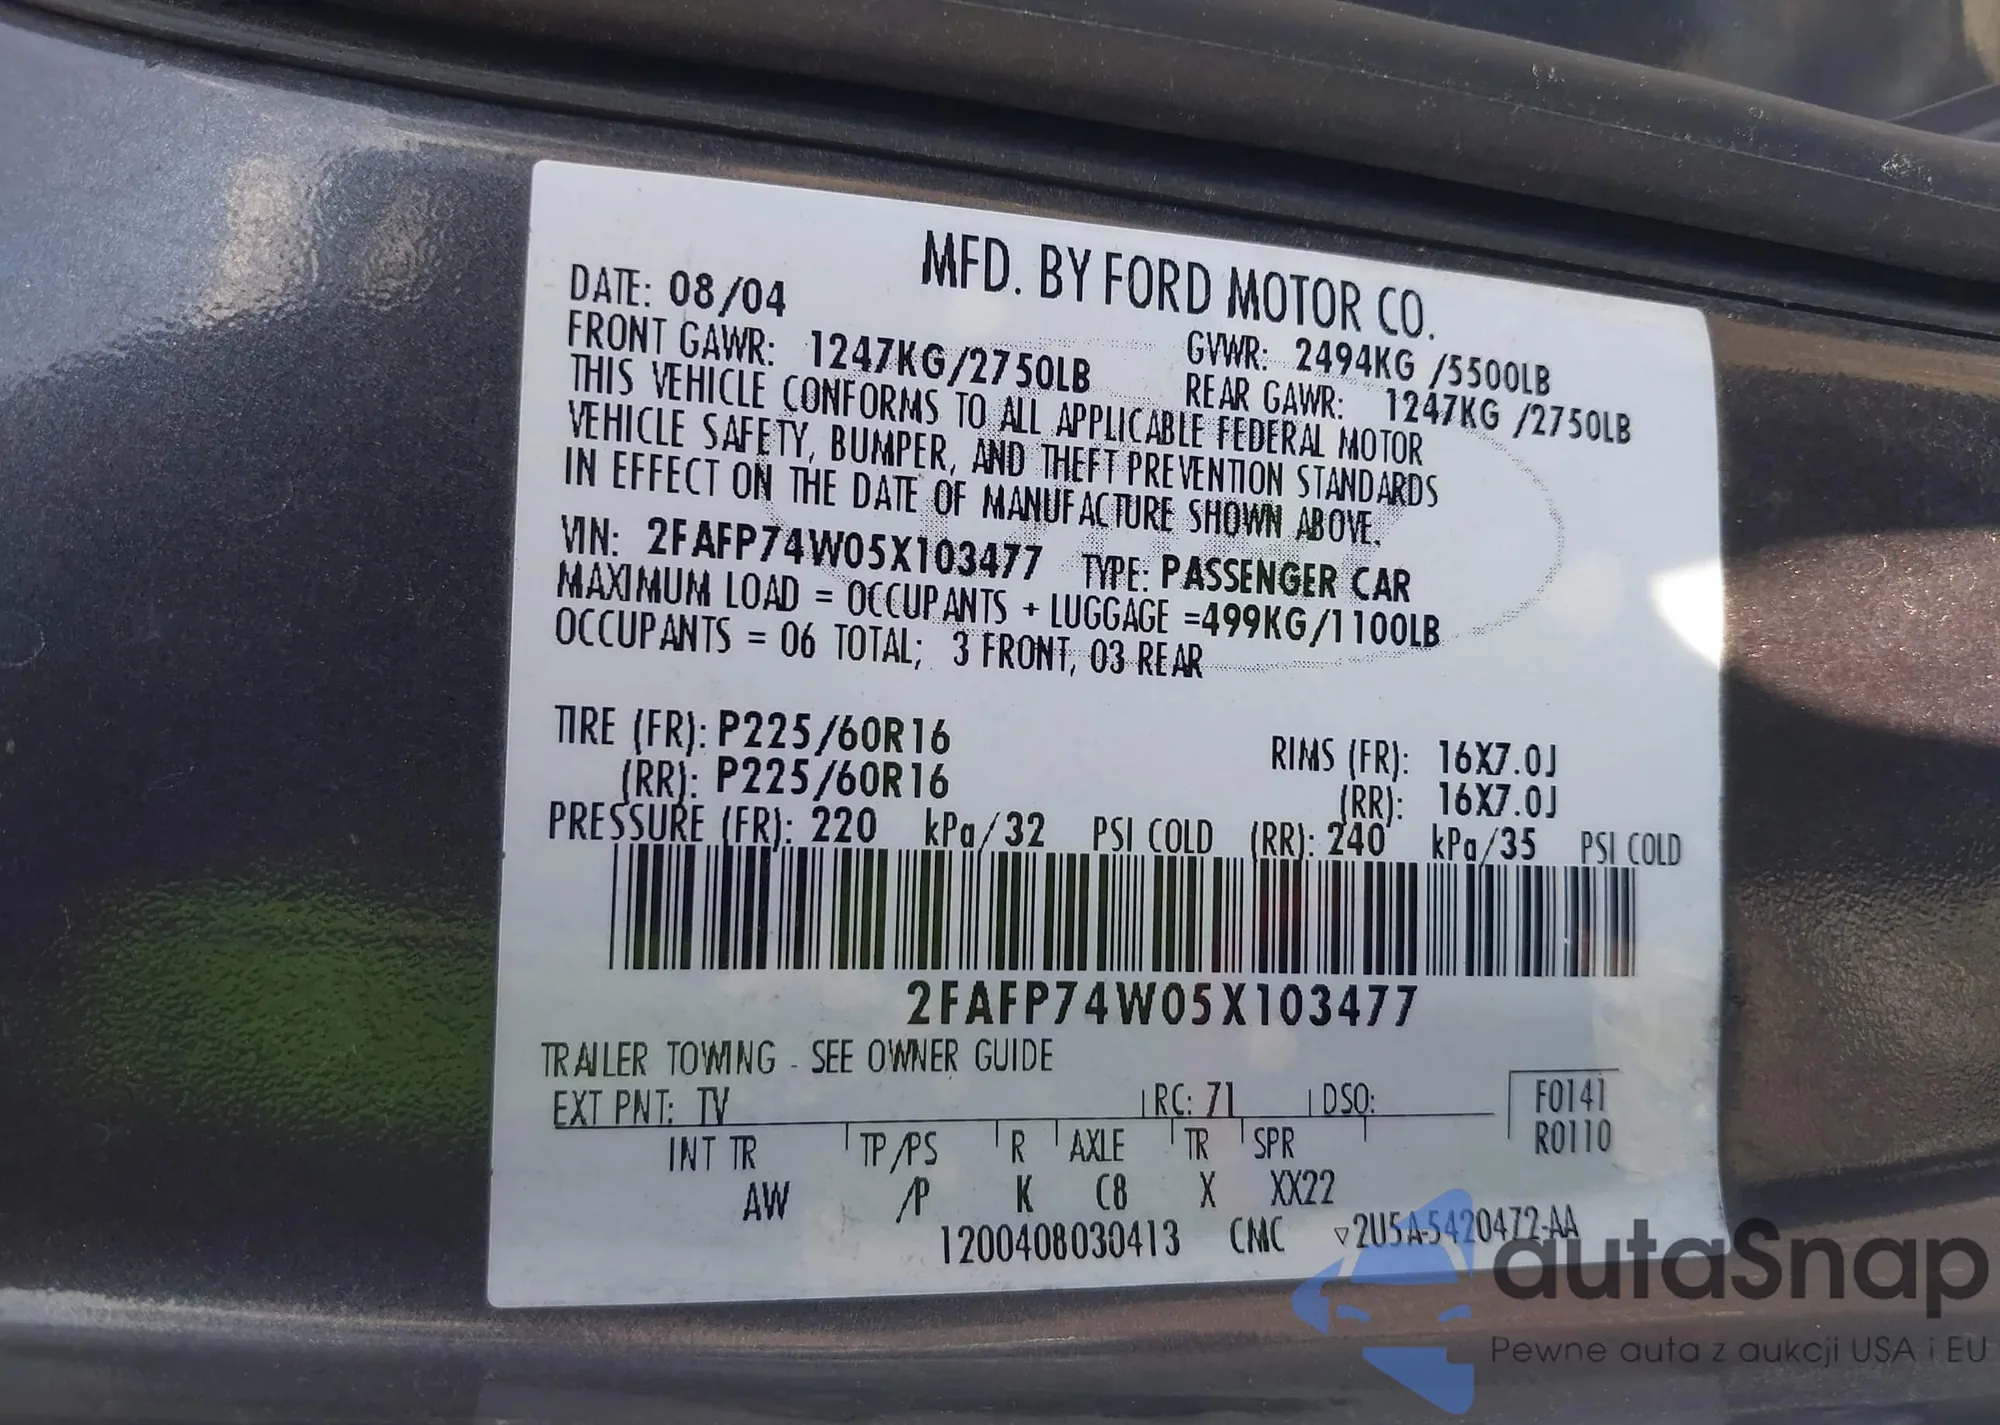 MFD. BY FORD MOTOR CO.
DATE: 08/04 GVWR: 2494KG /5500LB
FRONT GAWR: 1247KG/2750LB REAR GAWR: 1247KG /2750LB
THIS VEHICLE CONFORMS TO ALL APPLICABLE FEDERAL MOTOR
VEHICLE SAFETY, BUMPER, AND THEFT PREVENTION STANDARDS
IN EFFECT ON THE DATE OF MANUFACTURE SHOWN ABOVE.
VIN: 2FAFP74W05X103477 TYPE: PASSENGER CAR
MAXIMUM LOAD = OCCUPANTS + LUGGAGE =499KG/1100LB
OCCUPANTS = 06 TOTAL; 3 FRONT, 03 REAR
TIRE (FR): P225/60R16 RIMS (FR): 16X7.0J
(RR): P225/60R16 (RR): 16X7.0J
PRESSURE (FR): 220 kPa/32 PSI COLD (RR): 240 kPa/35 PSI COLD
2FAFP74W05X103477
TRAILER TOWING - SEE OWNER GUIDE
EXT PNT: TV RC: 71 DSO: F0141
INT TR TP/PS R AXLE TR SPR R0110
AW /P K C8 X XX22
1200408030413 CMC ▽2U5A-5420472-AA
autaSnap
Pewne auta z aukcji USA i EU